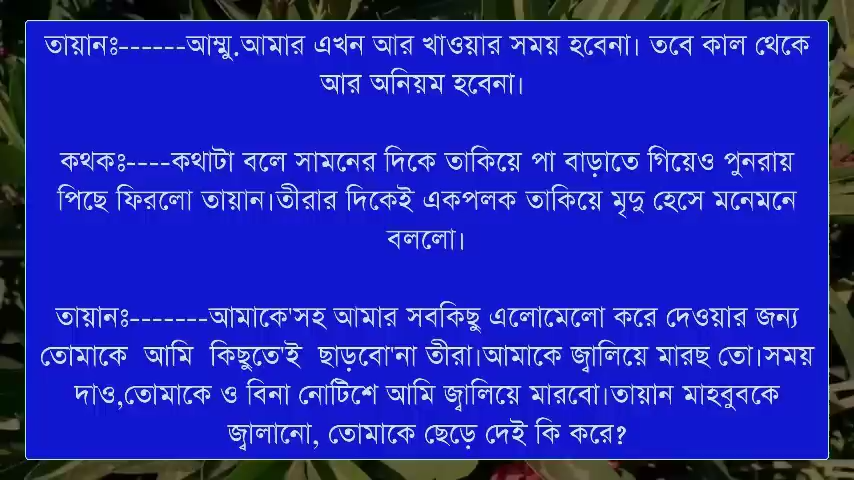 তায়ানঃ------আম্মু.আমার এখন আর খাওয়ার সময় হবেনা। তবে কাল থেকে
আর অনিয়ম হবেনা।
কথকঃ----কথাটা বলে সামনের দিকে তাকিয়ে পা বাড়াতে গিয়েও পুনরায়
পিছে ফিরলো তায়ান।তীরার দিকেই একপলক তাকিয়ে মৃদু হেসে মনেমনে
বললো।
তায়ানঃ-------আমাকে'সহ আমার সবকিছু এলোমেলো করে দেওয়ার জন্য
তোমাকে আমি কিছুতে'ই ছাড়বো'না তীরা।আমাকে জ্বালিয়ে মারছ তো।সময়
দাও,তোমাকে ও বিনা নোটিশে আমি জ্বালিয়ে মারবো।তায়ান মাহবুবকে
জ্বালানো, তোমাকে ছেড়ে দেই কি করে?